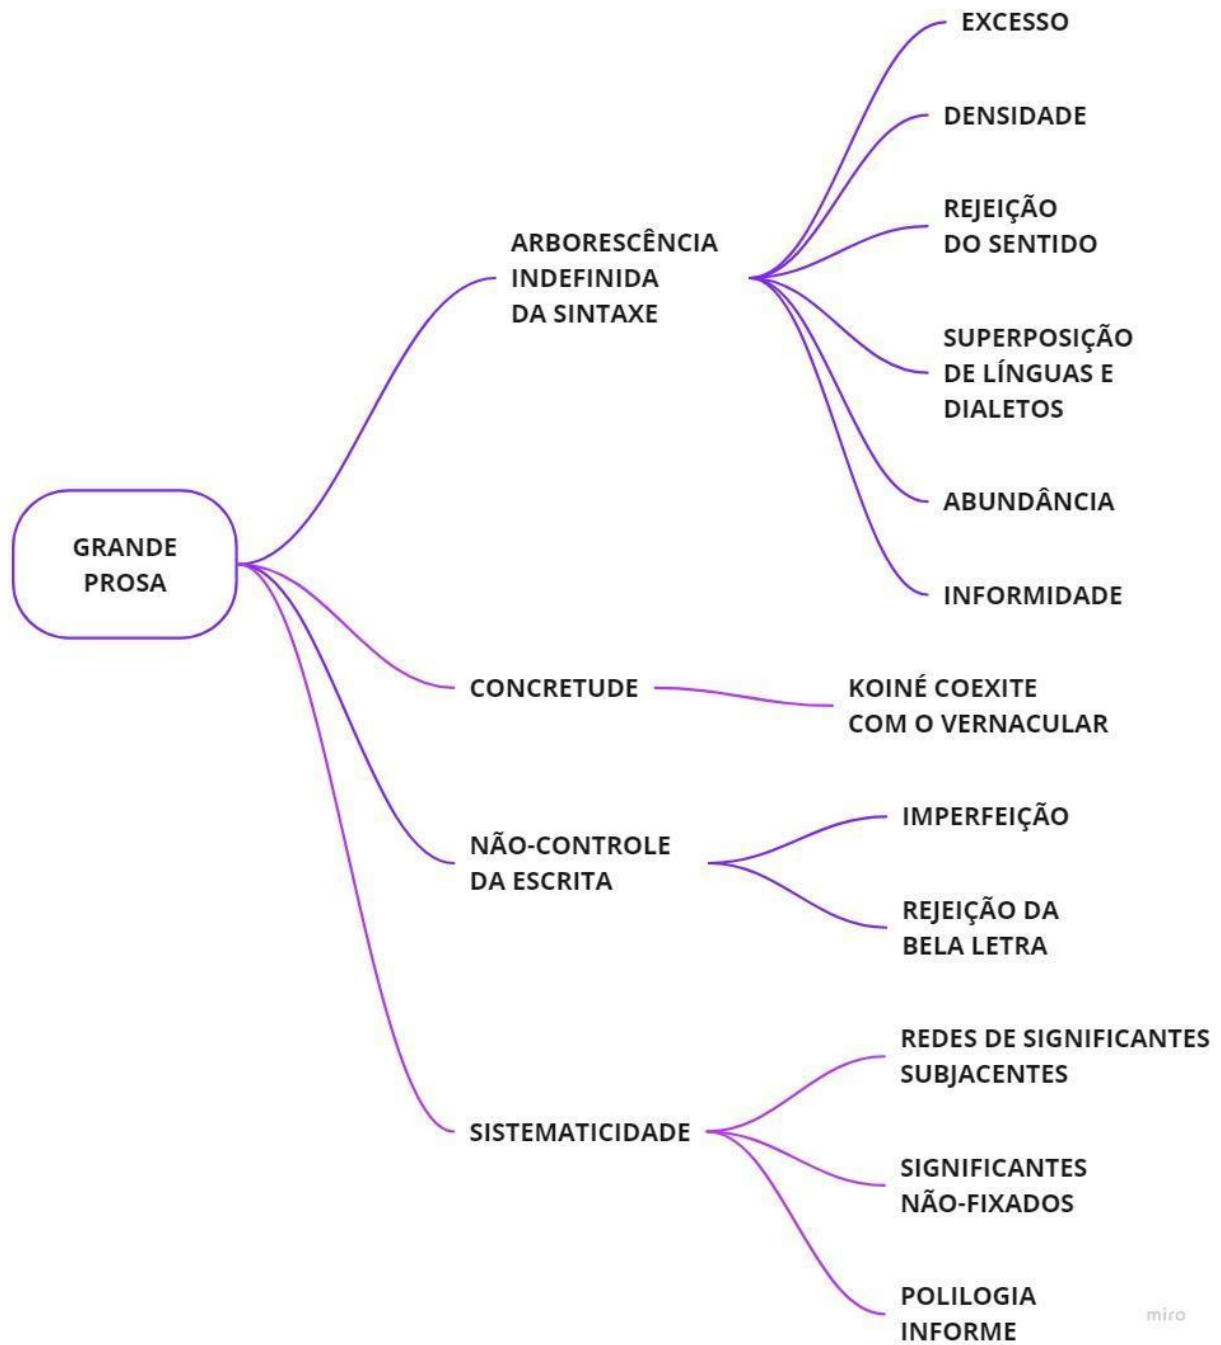 GRANDE
PROSA
ARBORESCÊNCIA
INDEFINIDA
DA SINTAXE
EXCESSO
DENSIDADE
REJEIÇÃO
DO SENTIDO
SUPERPOSIÇÃO
DE LÍNGUAS E
DIALETOS
ABUNDÂNCIA
INFORMIDADE
CONCRETUDE
KOINÉ COEXITE
COM O VERNACULAR
NÃO-CONTROLE
DA ESCRITA
IMPERFEIÇÃO
REJEIÇÃO DA
BELA LETRA
SISTEMATICIDADE
REDES DE SIGNIFICANTES
SUBJACENTES
SIGNIFICANTES
NÃO-FIXADOS
POLILOGIA
INFORME
miro